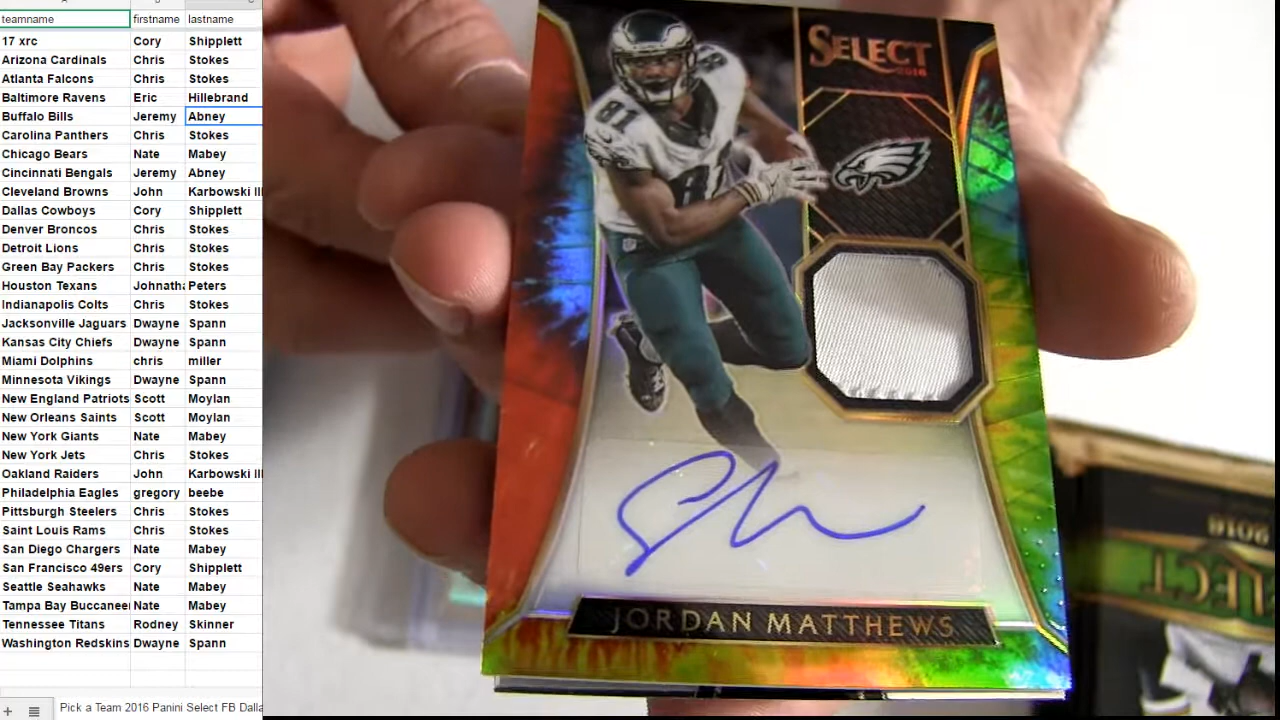 teamname firstname lastname
17 xrc Cory Shipplett
Arizona Cardinals Chris Stokes
Atlanta Falcons Chris Stokes
Baltimore Ravens Eric Hillebrand
Buffalo Bills Jeremy Abney
Carolina Panthers Chris Stokes
Chicago Bears Nate Mabey
Cincinnati Bengals Jeremy Abney
Cleveland Browns John Karbowski III
Dallas Cowboys Cory Shipplett
Denver Broncos Chris Stokes
Detroit Lions Chris Stokes
Green Bay Packers Chris Stokes
Houston Texans Johnatha Peters
Indianapolis Colts Chris Stokes
Jacksonville Jaguars Dwayne Spann
Kansas City Chiefs Dwayne Spann
Miami Dolphins chris miller
Minnesota Vikings Dwayne Spann
New England Patriots Scott Moylan
New Orleans Saints Scott Moylan
New York Giants Nate Mabey
New York Jets Chris Stokes
Oakland Raiders John Karbowski III
Philadelphia Eagles gregory beebe
Pittsburgh Steelers Chris Stokes
Saint Louis Rams Chris Stokes
San Diego Chargers Nate Mabey
San Francisco 49ers Cory Shipplett
Seattle Seahawks Nate Mabey
Tampa Bay Buccaneer Nate Mabey
Tennessee Titans Rodney Skinner
Washington Redskins Dwayne Spann
+ Pick a Team 2016 Panini Select FB Dalla
SELECT
2016
81
81
JORDAN MATTHEWS
2016
SELECT